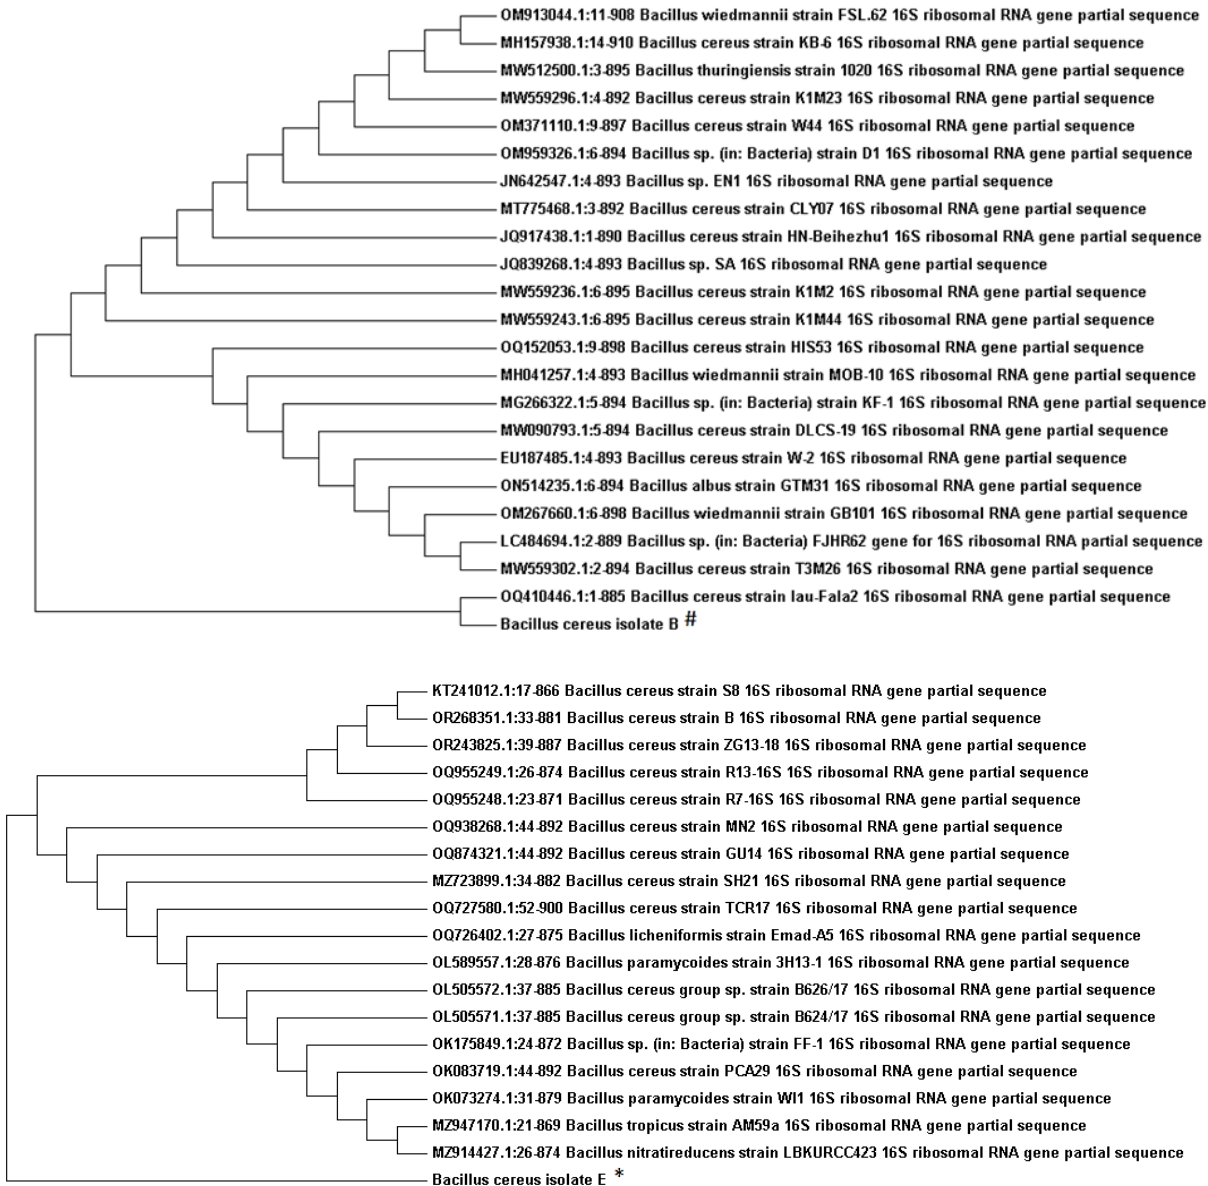 OM913044.1:11-908 Bacillus wiedmannii strain FSL.62 16S ribosomal RNA gene partial sequence
MH157938.1:14-910 Bacillus cereus strain KB-6 16S ribosomal RNA gene partial sequence
MW512500.1:3-895 Bacillus thuringiensis strain 1020 16S ribosomal RNA gene partial sequence
MW559296.1:4-892 Bacillus cereus strain K1M23 16S ribosomal RNA gene partial sequence
OM371110.1:9-897 Bacillus cereus strain W44 16S ribosomal RNA gene partial sequence
OM959326.1:6-894 Bacillus sp. (in: Bacteria) strain D1 16S ribosomal RNA gene partial sequence
JN642547.1:4-893 Bacillus sp. EN1 16S ribosomal RNA gene partial sequence
MT775468.1:3-892 Bacillus cereus strain CLY07 16S ribosomal RNA gene partial sequence
JQ917438.1:1-890 Bacillus cereus strain HN-Beihezhu1 16S ribosomal RNA gene partial sequence
JQ839268.1:4-893 Bacillus sp. SA 16S ribosomal RNA gene partial sequence
MW559236.1:6-895 Bacillus cereus strain K1M2 16S ribosomal RNA gene partial sequence
MW559243.1:6-895 Bacillus cereus strain K1M44 16S ribosomal RNA gene partial sequence
OQ152053.1:9-898 Bacillus cereus strain HIS53 16S ribosomal RNA gene partial sequence
MH041257.1:4-893 Bacillus wiedmannii strain MOB-10 16S ribosomal RNA gene partial sequence
MG266322.1:5-894 Bacillus sp. (in: Bacteria) strain KF-1 16S ribosomal RNA gene partial sequence
MW090793.1:5-894 Bacillus cereus strain DLCS-19 16S ribosomal RNA gene partial sequence
EU187485.1:4-893 Bacillus cereus strain W-2 16S ribosomal RNA gene partial sequence
ON514235.1:6-894 Bacillus albus strain GTM31 16S ribosomal RNA gene partial sequence
OM267660.1:6-898 Bacillus wiedmannii strain GB101 16S ribosomal RNA gene partial sequence
LC484694.1:2-889 Bacillus sp. (in: Bacteria) FJHR62 gene for 16S ribosomal RNA partial sequence
MW559302.1:2-894 Bacillus cereus strain T3M26 16S ribosomal RNA gene partial sequence
OQ410446.1:1-885 Bacillus cereus strain Iau-Fala2 16S ribosomal RNA gene partial sequence
Bacillus cereus isolate B #
KT241012.1:17-866 Bacillus cereus strain S8 16S ribosomal RNA gene partial sequence
OR268351.1:33-881 Bacillus cereus strain B 16S ribosomal RNA gene partial sequence
OR243825.1:39-887 Bacillus cereus strain ZG13-18 16S ribosomal RNA gene partial sequence
OQ955249.1:26-874 Bacillus cereus strain R13-16S 16S ribosomal RNA gene partial sequence
OQ955248.1:23-871 Bacillus cereus strain R7-16S 16S ribosomal RNA gene partial sequence
OQ938268.1:44-892 Bacillus cereus strain MN2 16S ribosomal RNA gene partial sequence
OQ874321.1:44-892 Bacillus cereus strain GU14 16S ribosomal RNA gene partial sequence
MZ723899.1:34-882 Bacillus cereus strain SH21 16S ribosomal RNA gene partial sequence
OQ727580.1:52-900 Bacillus cereus strain TCR17 16S ribosomal RNA gene partial sequence
OQ726402.1:27-875 Bacillus licheniformis strain Emad-A5 16S ribosomal RNA gene partial sequence
OL589557.1:28-876 Bacillus paramycoides strain 3H13-1 16S ribosomal RNA gene partial sequence
OL505572.1:37-885 Bacillus cereus group sp. strain B626/17 16S ribosomal RNA gene partial sequence
OL505571.1:37-885 Bacillus cereus group sp. strain B624/17 16S ribosomal RNA gene partial sequence
OK175849.1:24-872 Bacillus sp. (in: Bacteria) strain FF-1 16S ribosomal RNA gene partial sequence
OK083719.1:44-892 Bacillus cereus strain PCA29 16S ribosomal RNA gene partial sequence
OK073274.1:31-879 Bacillus paramycoides strain WI1 16S ribosomal RNA gene partial sequence
MZ947170.1:21-869 Bacillus tropicus strain AM59a 16S ribosomal RNA gene partial sequence
MZ914427.1:26-874 Bacillus nitratireducens strain LBKURCC423 16S ribosomal RNA gene partial sequence
Bacillus cereus isolate E *